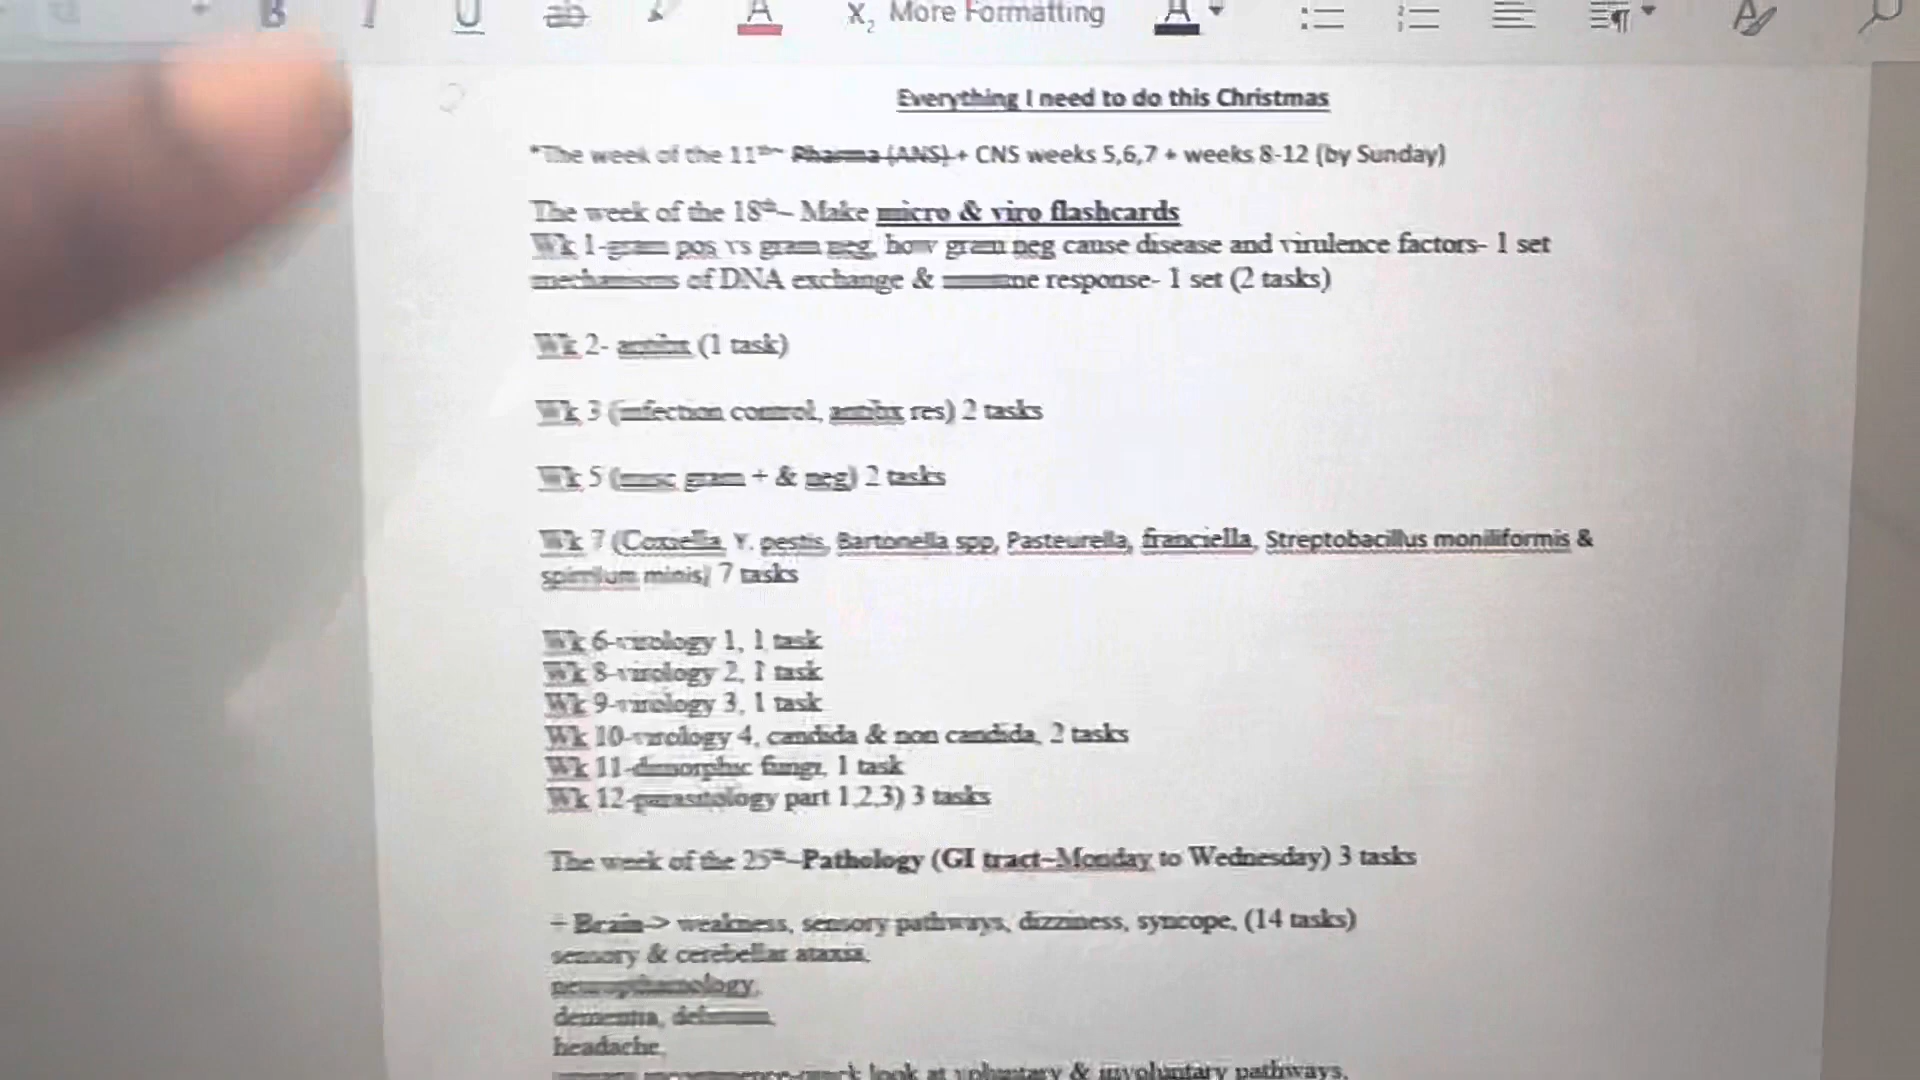 B I U ab A X2 More Formatting A
Everything I need to do this Christmas
*The week of the 11th– Pharma (ANS) + CNS weeks 5,6,7 + weeks 8-12 (by Sunday)
The week of the 18th– Make micro & viro flashcards
Wk 1-gram pos vs gram neg, how gram neg cause disease and virulence factors- 1 set
mechanisms of DNA exchange & immune response- 1 set (2 tasks)
Wk 2- antibx (1 task)
Wk 3 (infection control, antibx res) 2 tasks
Wk 5 (misc gram + & neg) 2 tasks
Wk 7 (Coxiella, Y. pestis, Bartonella spp, Pasteurella, franciella, Streptobacillus moniliformis &
spirrilum minis) 7 tasks
Wk 6-virology 1, 1 task
Wk 8-virology 2, 1 task
Wk 9-virology 3, 1 task
Wk 10-virology 4, candida & non candida, 2 tasks
Wk 11-dimorphic fungi, 1 task
Wk 12-parasitology part 1,2,3) 3 tasks
The week of the 25th–Pathology (GI tract–Monday to Wednesday) 3 tasks
+ Brain-> weakness, sensory pathways, dizziness, syncope, (14 tasks)
sensory & cerebellar ataxia,
dementia, delirium,
headache,
look at voluntary & involuntary pathways,